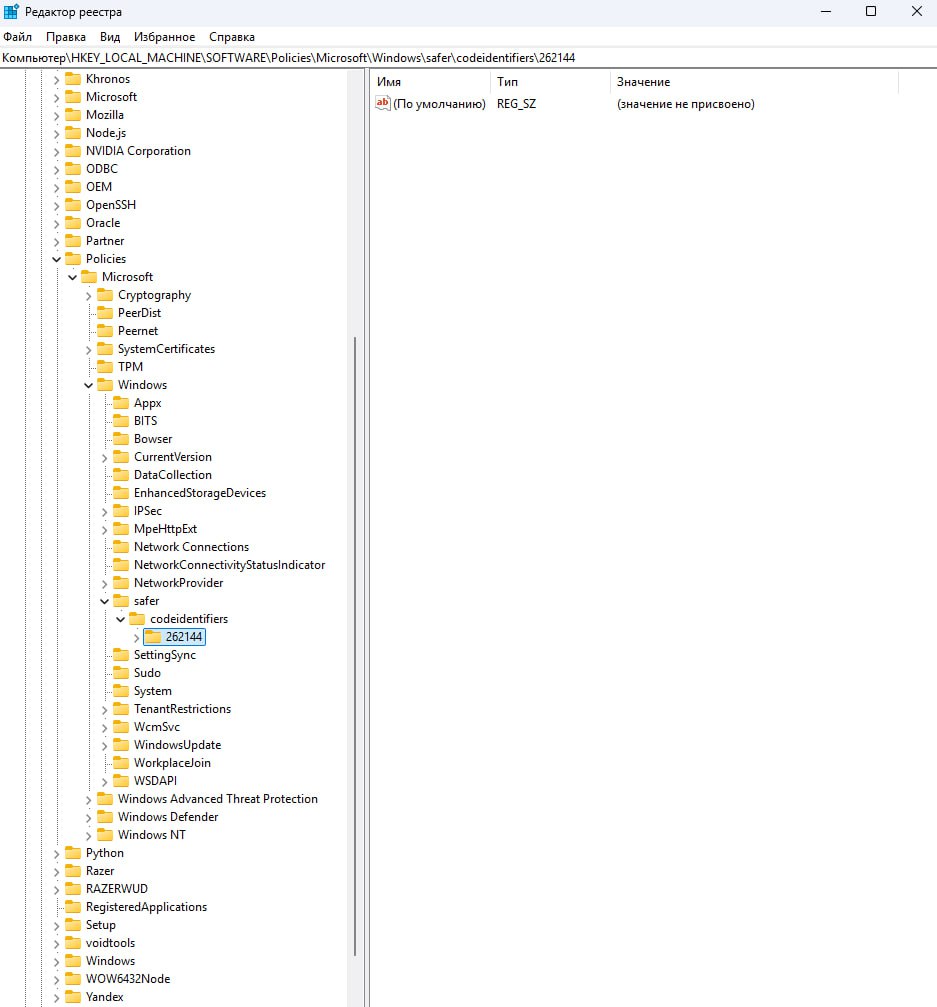 Редактор реестра
Файл Правка Вид Избранное Справка
Компьютер\HKEY_LOCAL_MACHINE\SOFTWARE\Policies\Microsoft\Windows\safer\codeidentifiers\262144
Khronos
Microsoft
Mozilla
Node.js
NVIDIA Corporation
ODBC
OEM
OpenSSH
Oracle
Partner
Policies
Microsoft
Cryptography
PeerDist
Peernet
SystemCertificates
TPM
Windows
Appx
BITS
Bowser
CurrentVersion
DataCollection
EnhancedStorageDevices
IPSec
MpeHttpExt
Network Connections
NetworkConnectivityStatusIndicator
NetworkProvider
safer
codeidentifiers
262144
SettingSync
Sudo
System
TenantRestrictions
WcmSvc
WindowsUpdate
WorkplaceJoin
WSDAPI
Windows Advanced Threat Protection
Windows Defender
Windows NT
Python
Razer
RAZERWUD
RegisteredApplications
Setup
voidtools
Windows
WOW6432Node
Yandex
Имя Тип Значение
ab (По умолчанию) REG_SZ (значение не присвоено)